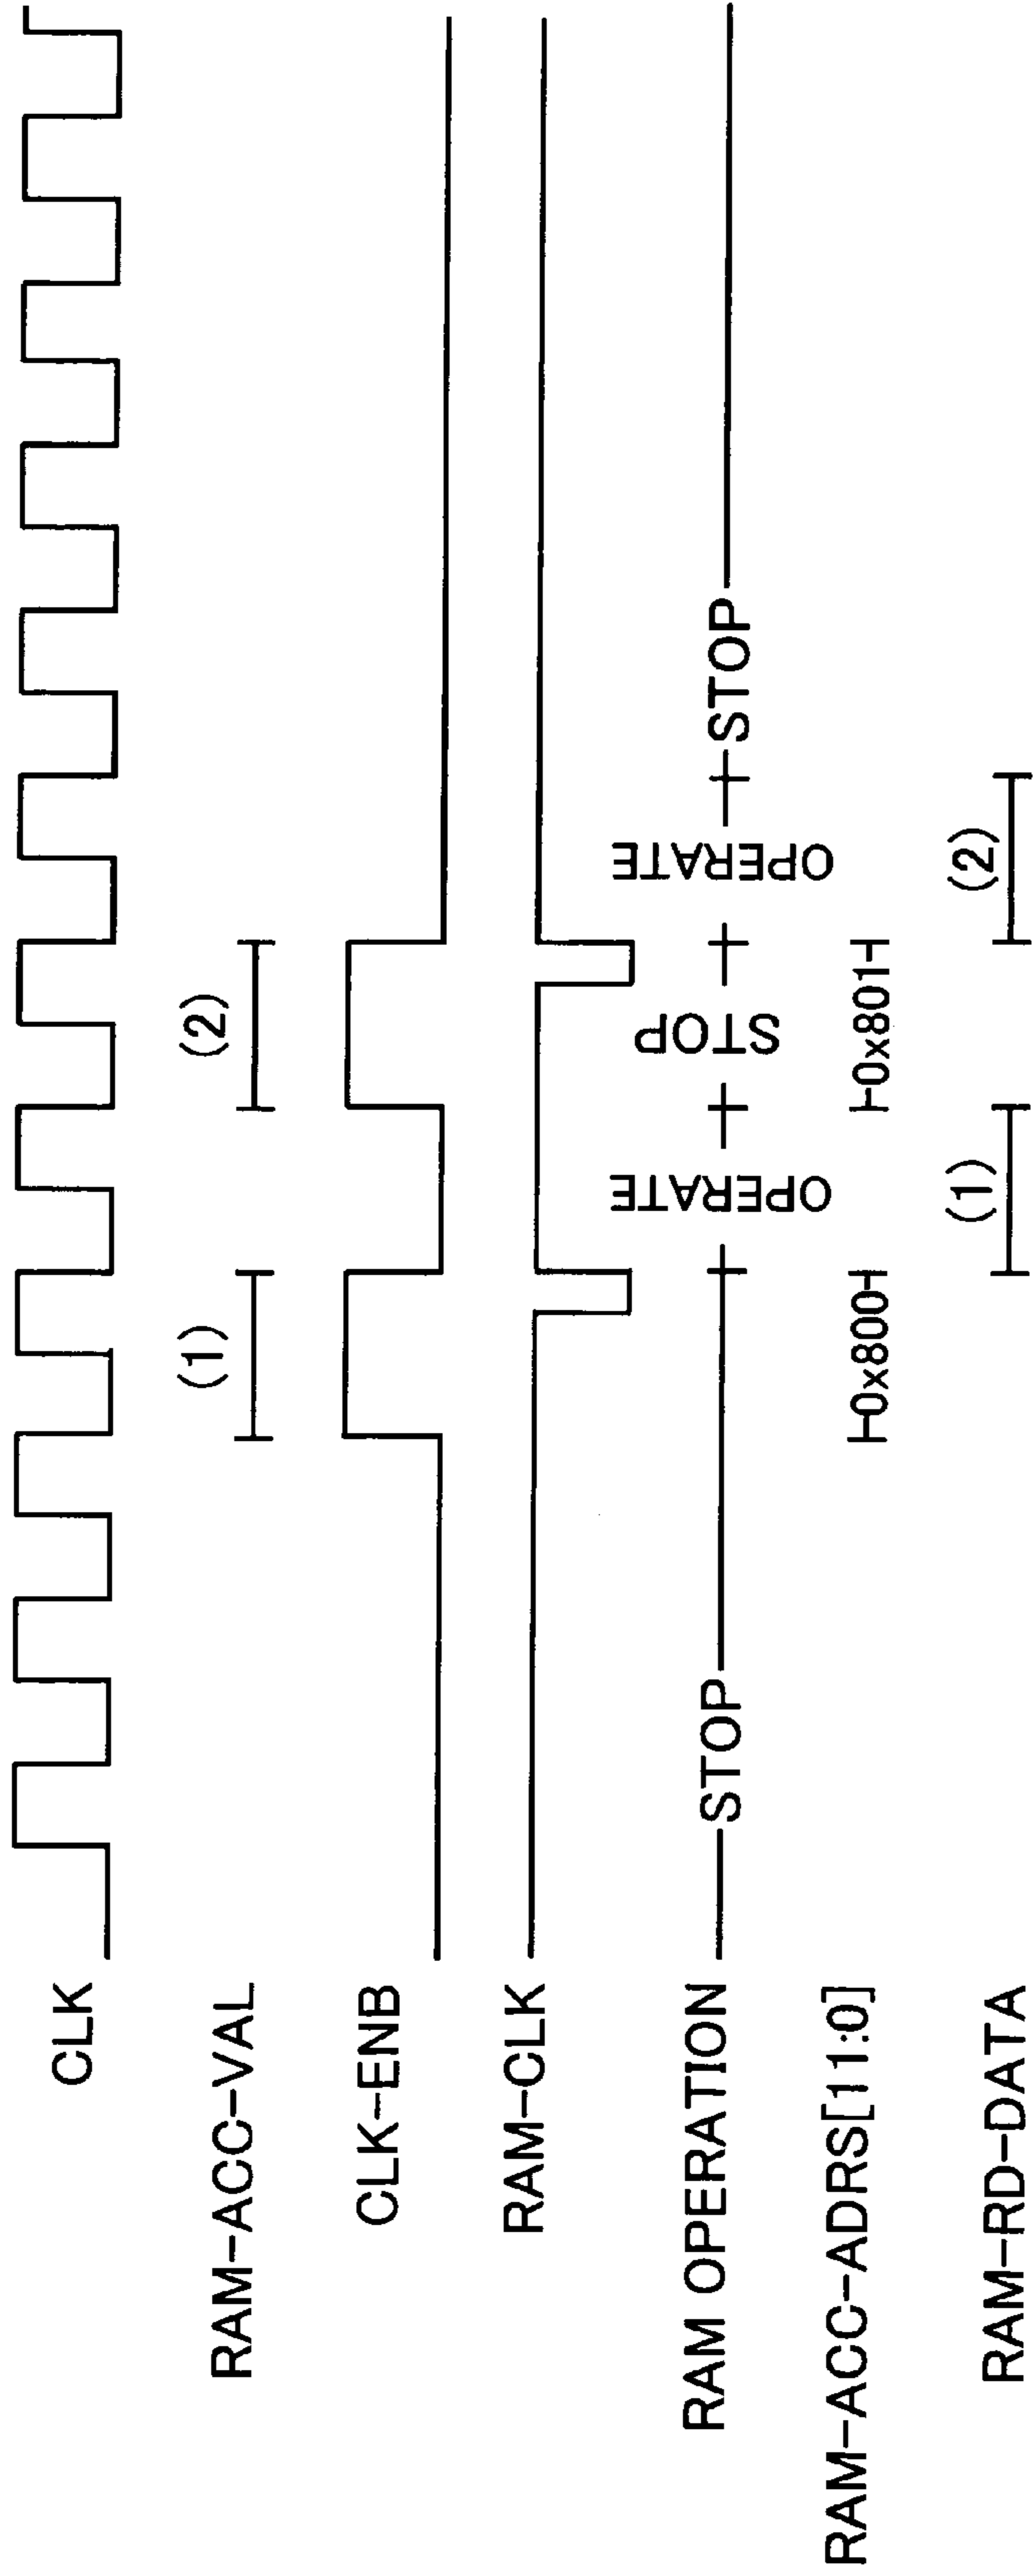 CLK
RAM-ACC-VAL
(1)
(2)
CLK-ENB
RAM-CLK
RAM OPERATION
STOP
OPERATE
STOP
OPERATE
STOP
RAM-ACC-ADRS[11:0]
0x800
0x801
RAM-RD-DATA
(1)
(2)